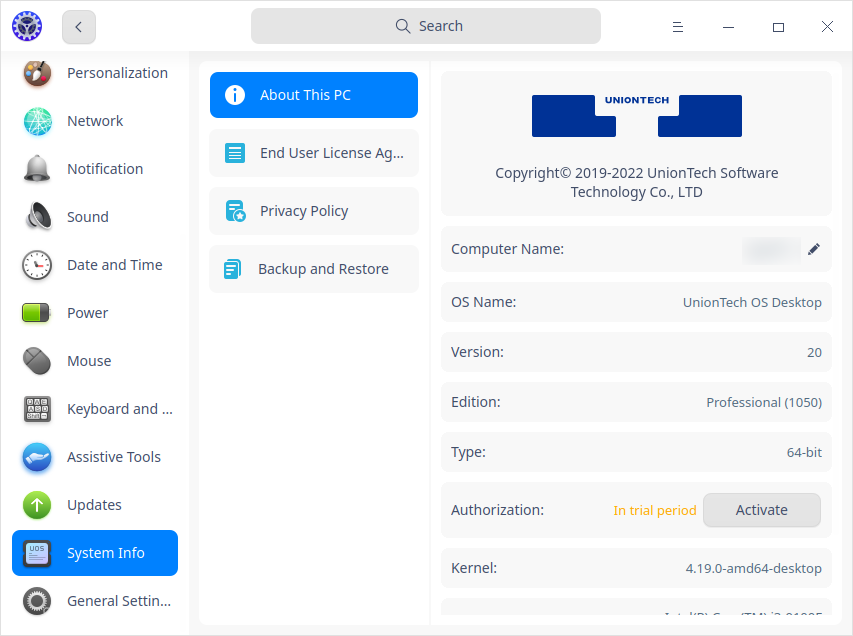 Search
Personalization
Network
Notification
Sound
Date and Time
Power
Mouse
Keyboard and ...
Assistive Tools
Updates
UOS
System Info
General Settin...
About This PC
End User License Ag...
Privacy Policy
Backup and Restore
UNIONTECH
Copyright© 2019-2022 UnionTech Software
Technology Co., LTD
Computer Name:
OS Name: UnionTech OS Desktop
Version: 20
Edition: Professional (1050)
Type: 64-bit
Authorization: In trial period Activate
Kernel: 4.19.0-amd64-desktop